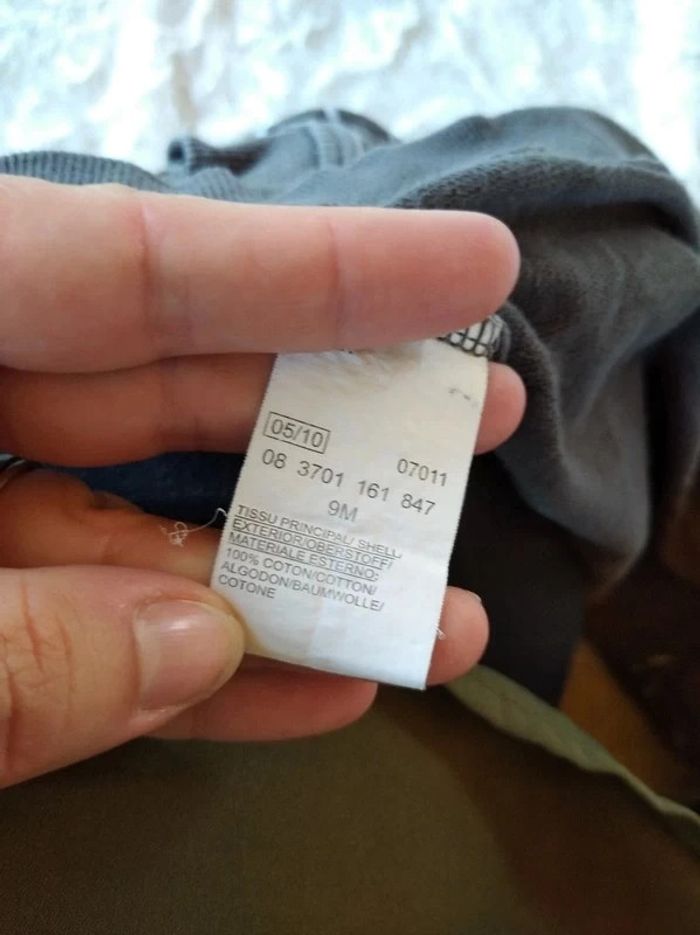 05/10
07011
08 3701 161 847
9M
TISSU PRINCIPAL/ SHELL/
EXTERIOR/OBERSTOFF/
MATERIALE ESTERNO:
100% COTON/COTTON/
ALGODON/BAUMWOLLE/
COTONE